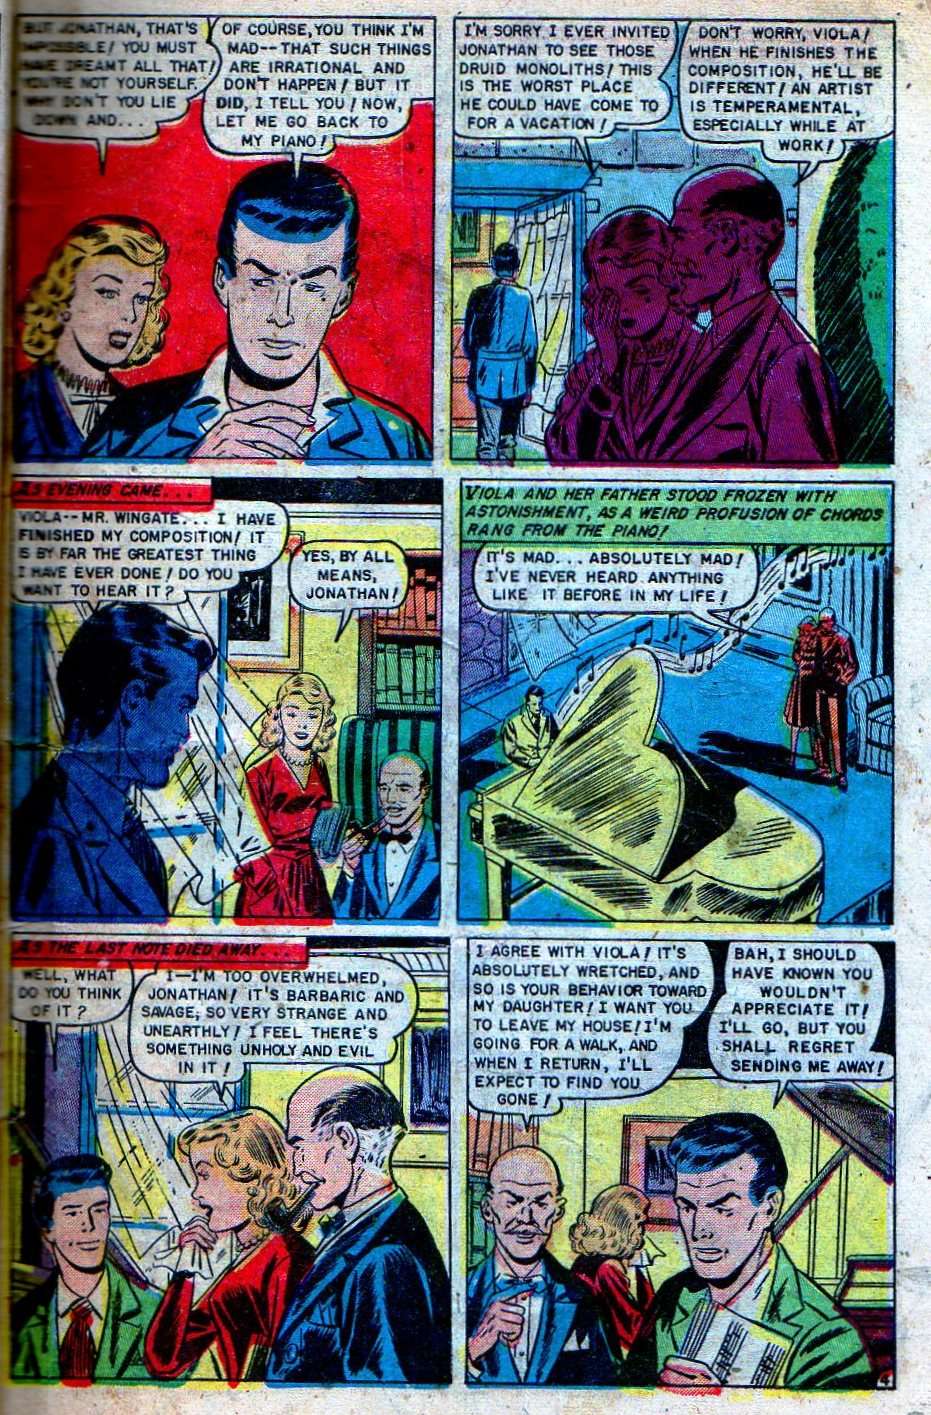 BUT JONATHAN, THAT'S
IMPOSSIBLE! YOU MUST
HAVE DREAMT ALL THAT!
YOU'RE NOT YOURSELF.
WHY DON'T YOU LIE
DOWN AND...
OF COURSE, YOU THINK I'M
MAD-- THAT SUCH THINGS
ARE IRRATIONAL AND
DON'T HAPPEN! BUT IT
DID, I TELL YOU! NOW,
LET ME GO BACK TO
MY PIANO!
I'M SORRY I EVER INVITED
JONATHAN TO SEE THOSE
DRUID MONOLITHS! THIS
IS THE WORST PLACE
HE COULD HAVE COME TO
FOR A VACATION!
DON'T WORRY, VIOLA!
WHEN HE FINISHES THE
COMPOSITION, HE'LL BE
DIFFERENT! AN ARTIST
IS TEMPERAMENTAL,
ESPECIALLY WHILE AT
WORK!
AS EVENING CAME...
VIOLA-- MR. WINGATE... I HAVE
FINISHED MY COMPOSITION! IT
IS BY FAR THE GREATEST THING
I HAVE EVER DONE! DO YOU
WANT TO HEAR IT?
YES, BY ALL
MEANS,
JONATHAN!
VIOLA AND HER FATHER STOOD FROZEN WITH
ASTONISHMENT, AS A WEIRD PROFUSION OF CHORDS
RANG FROM THE PIANO!
IT'S MAD... ABSOLUTELY MAD!
I'VE NEVER HEARD ANYTHING
LIKE IT BEFORE IN MY LIFE!
AS THE LAST NOTE DIED AWAY....
WELL, WHAT
DO YOU THINK
OF IT?
I--I'M TOO OVERWHELMED,
JONATHAN! IT'S BARBARIC AND
SAVAGE, SO VERY STRANGE AND
UNEARTHLY! I FEEL THERE'S
SOMETHING UNHOLY AND EVIL
IN IT!
I AGREE WITH VIOLA! IT'S
ABSOLUTELY WRETCHED, AND
SO IS YOUR BEHAVIOR TOWARD
MY DAUGHTER! I WANT YOU
TO LEAVE MY HOUSE! I'M
GOING FOR A WALK, AND
WHEN I RETURN, I'LL
EXPECT TO FIND YOU
GONE!
BAH, I SHOULD
HAVE KNOWN YOU
WOULDN'T
APPRECIATE IT!
I'LL GO, BUT YOU
SHALL REGRET
SENDING ME AWAY!
4